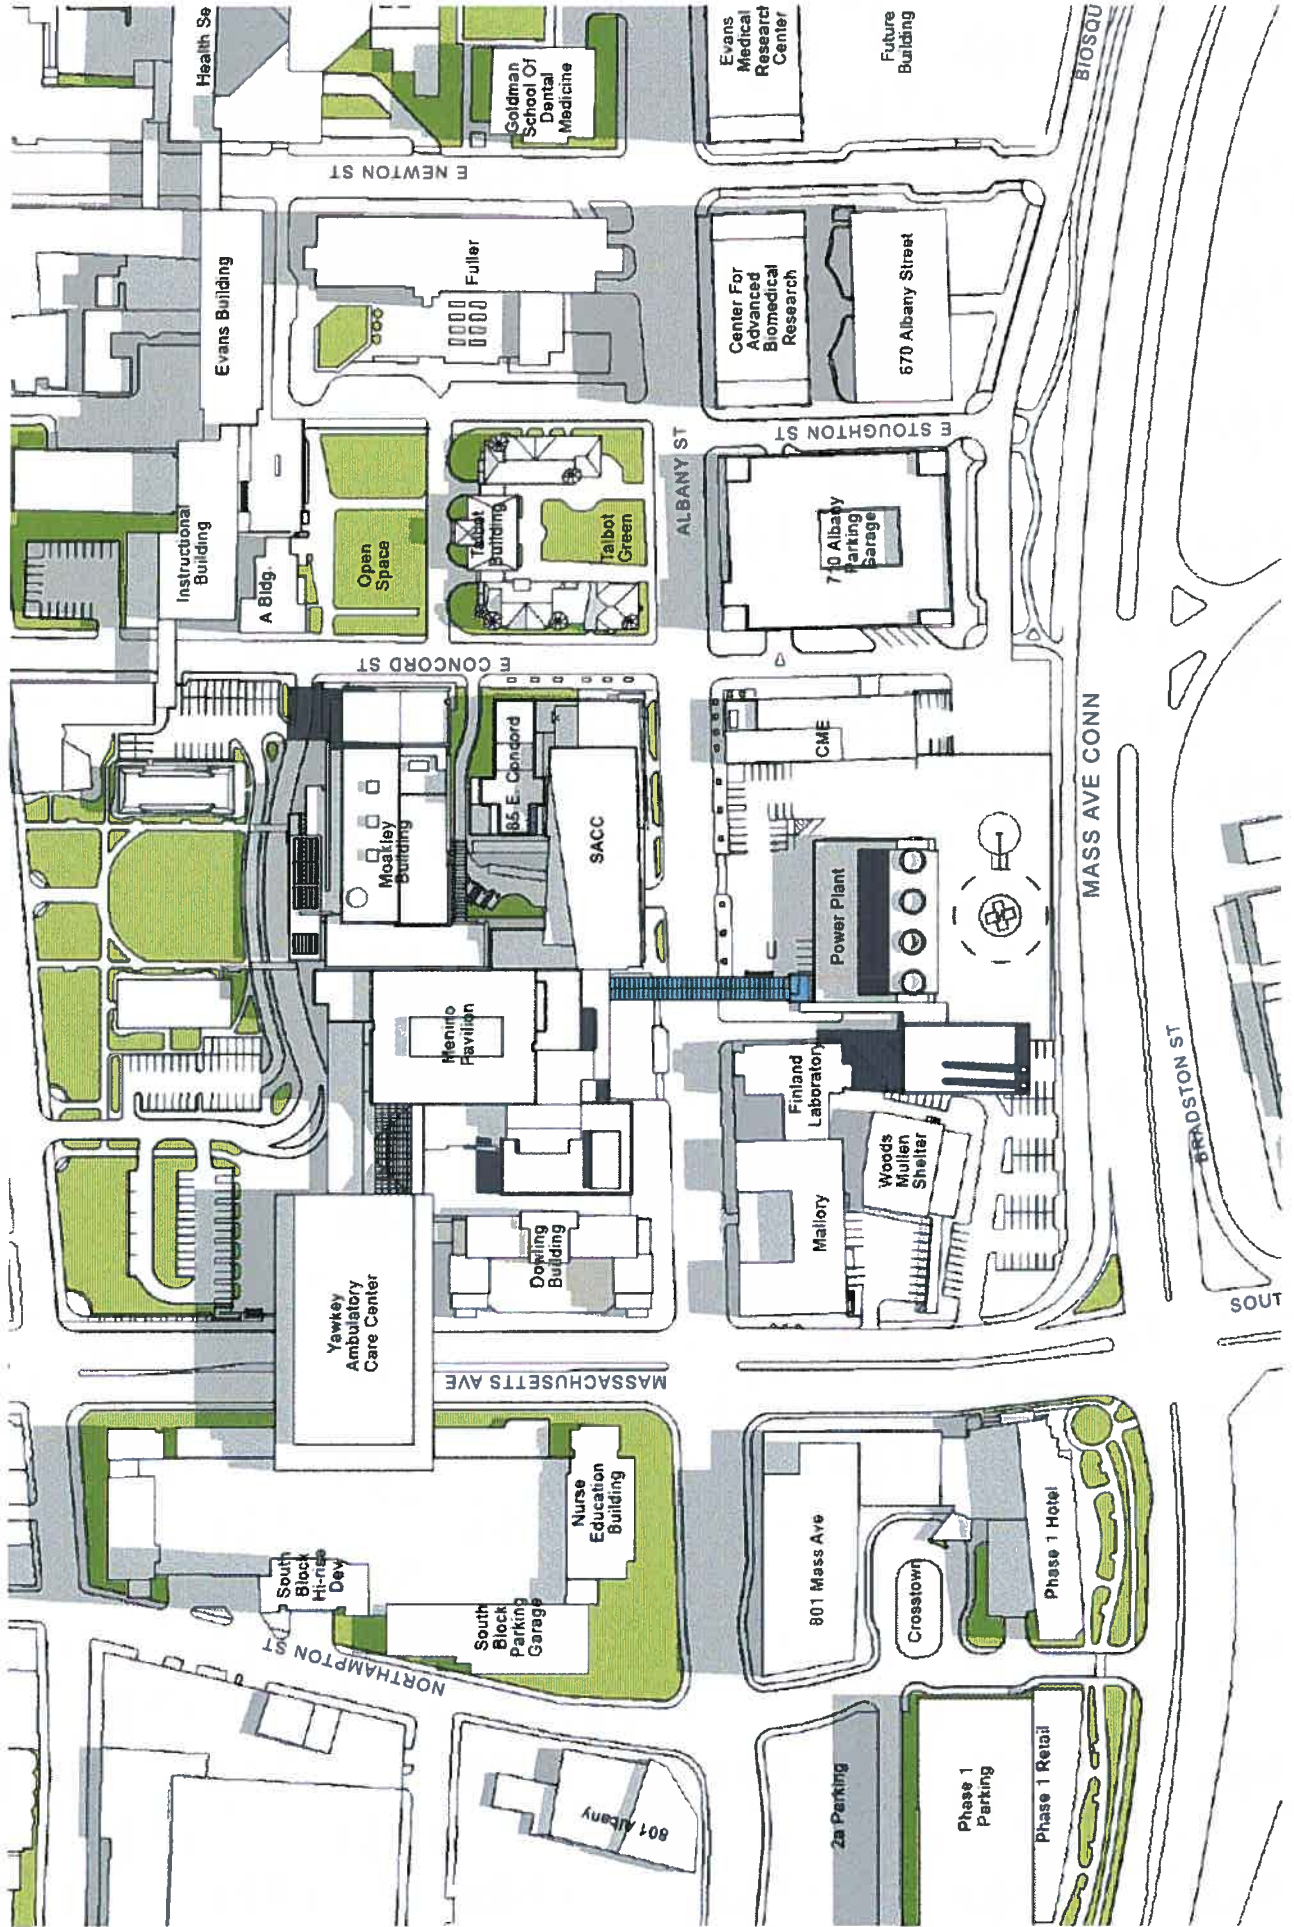 Health Se
Goldman
School Of
Dental
Medicine
Evans
Medical
Research
Center
Future
Building
BIOSQU
E NEWTON ST
Evans Building
Fuller
Center For
Advanced
Biomedical
Research
670 Albany Street
E STOUGHTON ST
ALBANY ST
Instructional
Building
A Bldg.
Open
Space
Talbot
Building
Talbot
Green
710 Albany
Parking
Garage
E CONCORD ST
Moakley
Building
85 E. Concord
SACC
CME
Power Plant
MASS AVE CONN
Menino
Pavilion
Finland
Laboratory
Woods
Mullen
Shelter
BRADSTON ST
Mallory
Dowling
Building
Yawkey
Ambulatory
Care Center
SOUT
MASSACHUSETTS AVE
Nurse
Education
Building
South
Block
Hi-rise
Dev
South
Block
Parking
Garage
NORTHAMPTON ST
801 Mass Ave
Crosstown
Phase 1 Hotel
801 Albany
2a Parking
Phase 1
Parking
Phase 1 Retail